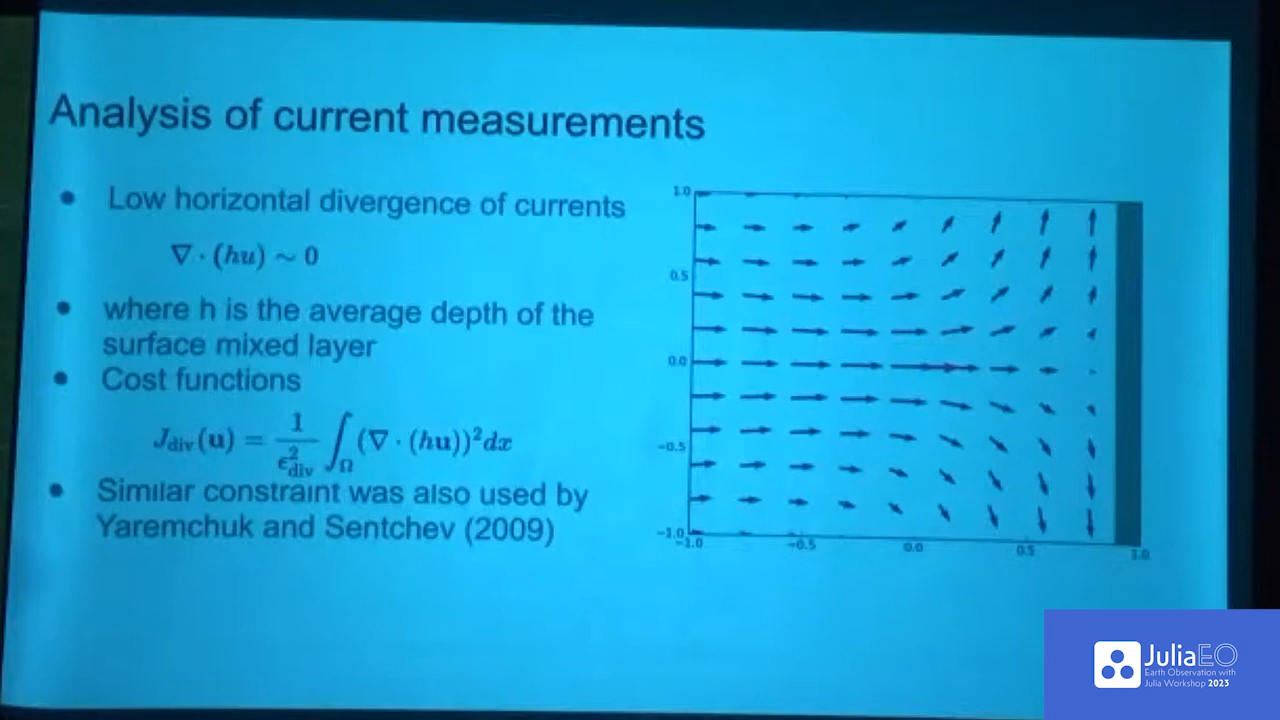 Analysis of current measurements
• Low horizontal divergence of currents
∇ · (hu) ∼ 0
• where h is the average depth of the
surface mixed layer
• Cost functions
J_div(u) = 1/ϵ²_div ∫_Ω (∇ · (hu))² dx
• Similar constraint was also used by
Yaremchuk and Sentchev (2009)
1.0
0.5
0.0
−0.5
−1.0
−1.0 −0.5 0.0 0.5 1.0
JuliaEO
Earth Observation with
Julia Workshop 2023